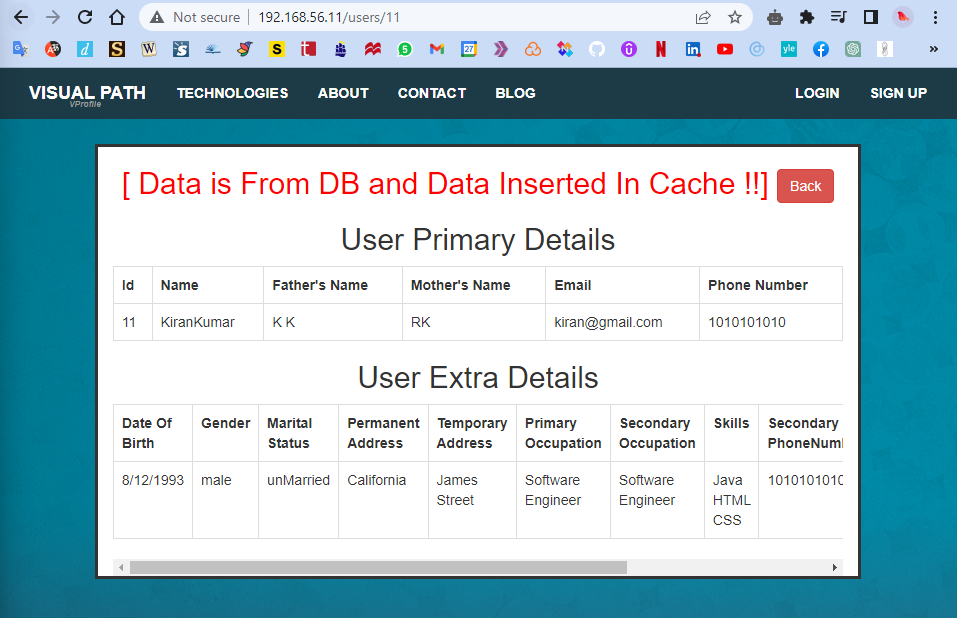 Not secure 192.168.56.11/users/11
VISUAL PATH TECHNOLOGIES ABOUT CONTACT BLOG LOGIN SIGN UP
VProfile
[ Data is From DB and Data Inserted In Cache !!] Back
User Primary Details
Id Name Father's Name Mother's Name Email Phone Number
11 KiranKumar K K RK kiran@gmail.com 1010101010
User Extra Details
Date Of Birth Gender Marital Status Permanent Address Temporary Address Primary Occupation Secondary Occupation Skills Secondary PhoneNum
8/12/1993 male unMarried California James Street Software Engineer Software Engineer Java HTML CSS 1010101010